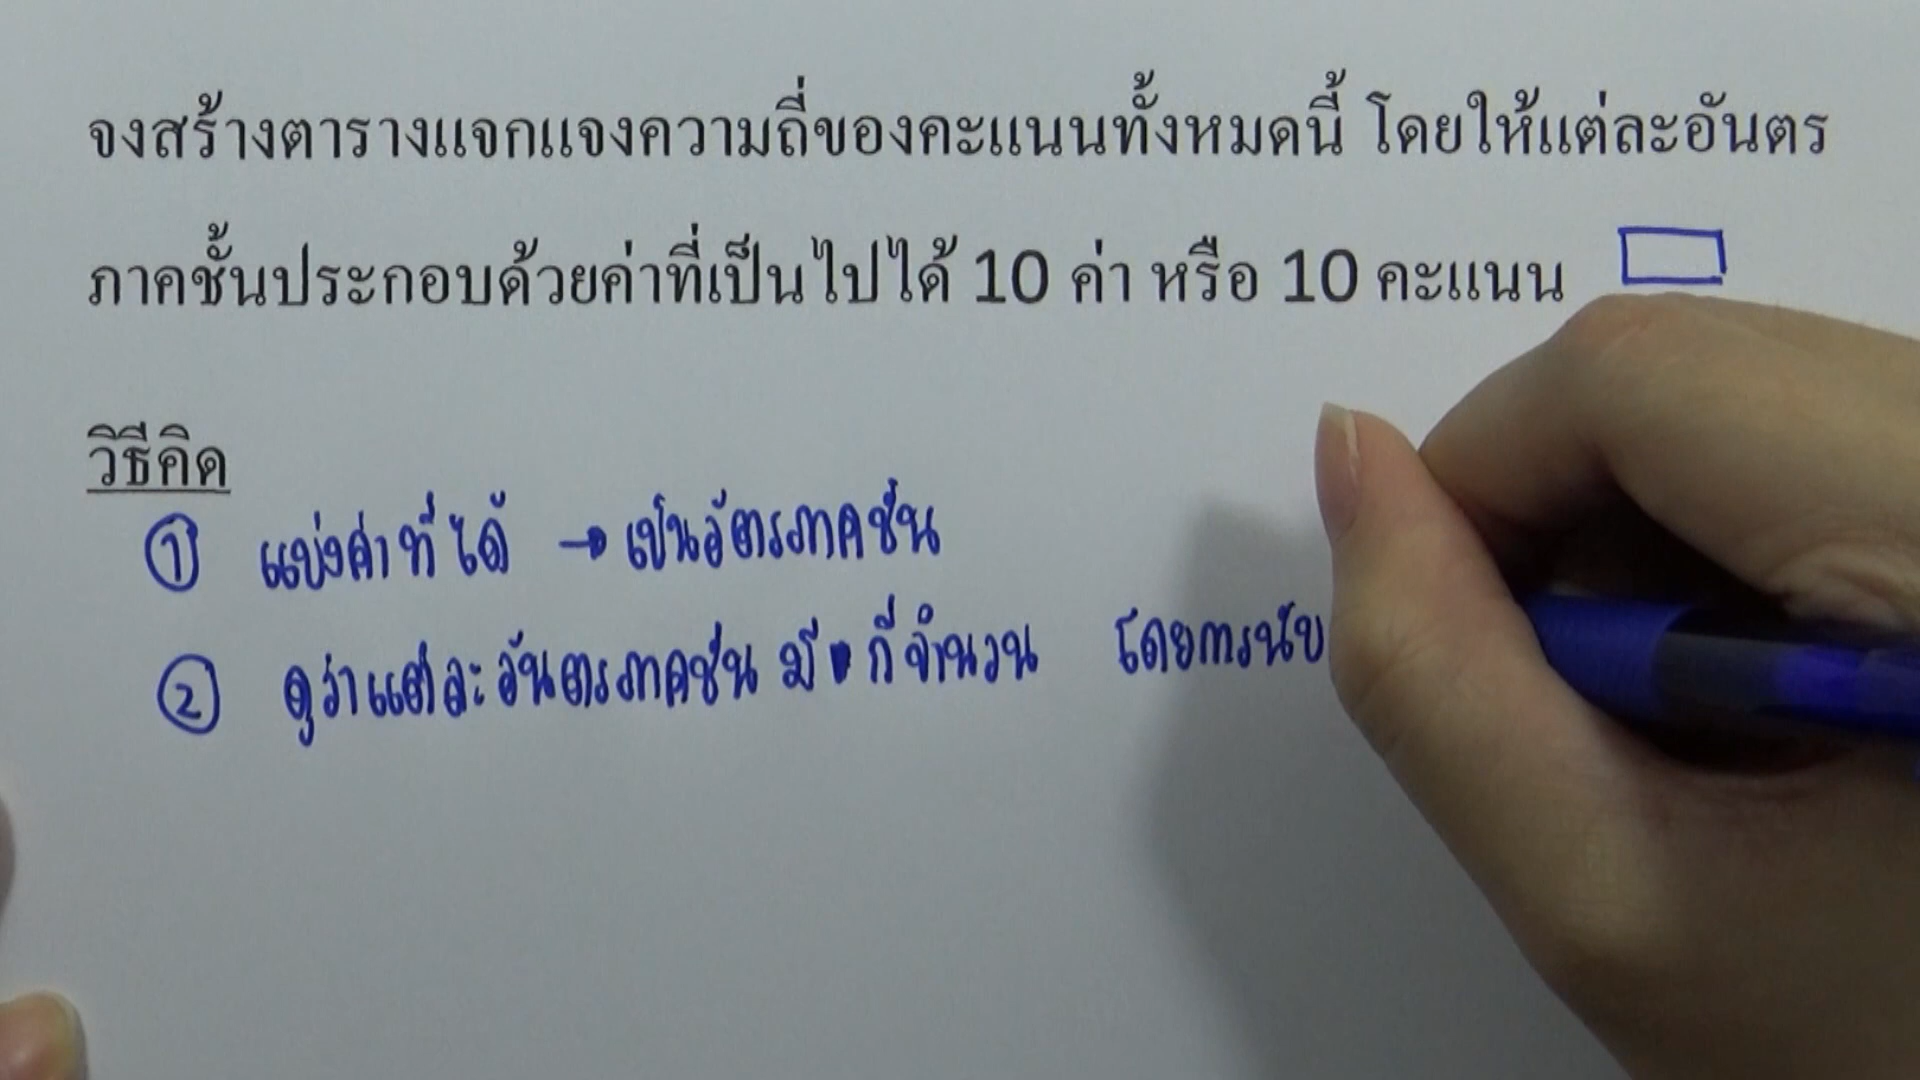 จงสร้างตารางแจกแจงความถี่ของคะแนนทั้งหมดนี้ โดยให้แต่ละอันตร
ภาคชั้นประกอบด้วยค่าที่เป็นไปได้ 10 ค่า หรือ 10 คะแนน
วิธีคิด
① แบ่งค่าที่ได้ → เป็นอัตรภาคชั้น
② ดูว่าแต่ละอันตรภาคชั้น มี กี่จำนวน โดยการนับ